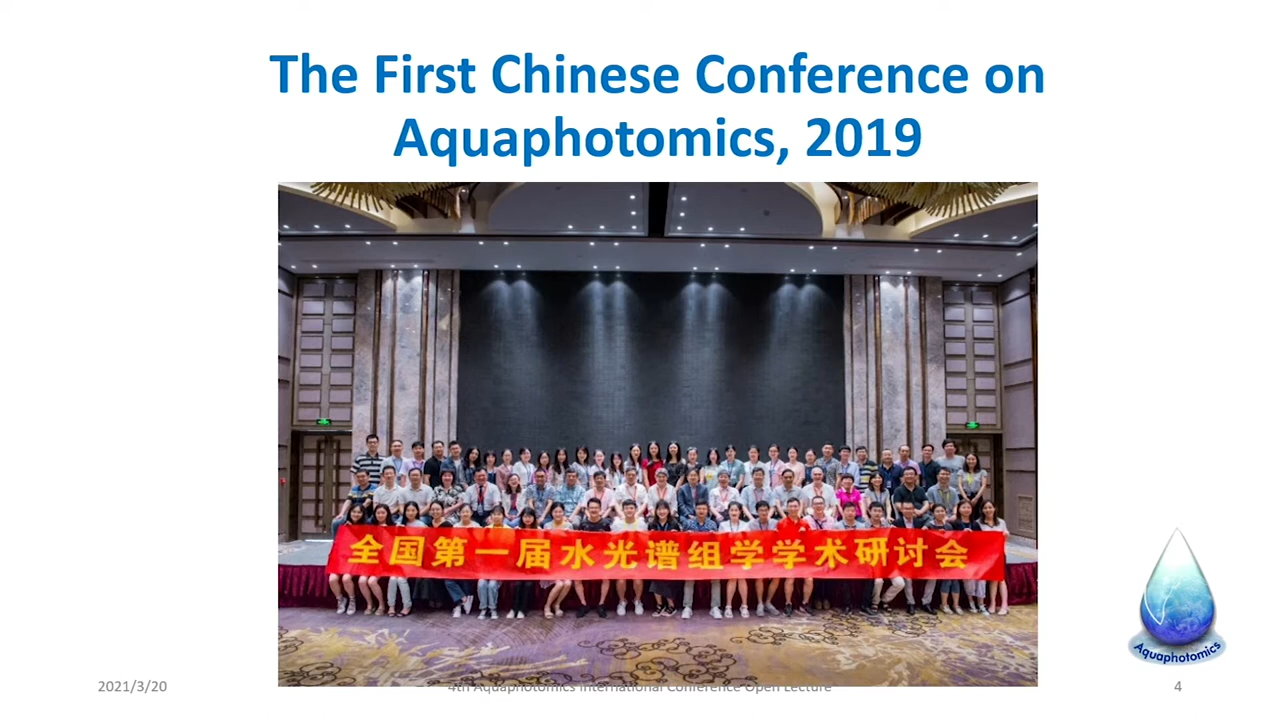 The First Chinese Conference on
Aquaphotomics, 2019
全国第一届水光谱组学学术研讨会
Aquaphotomics
2021/3/20
4th Aquaphotomics International Conference Open Lecture
4